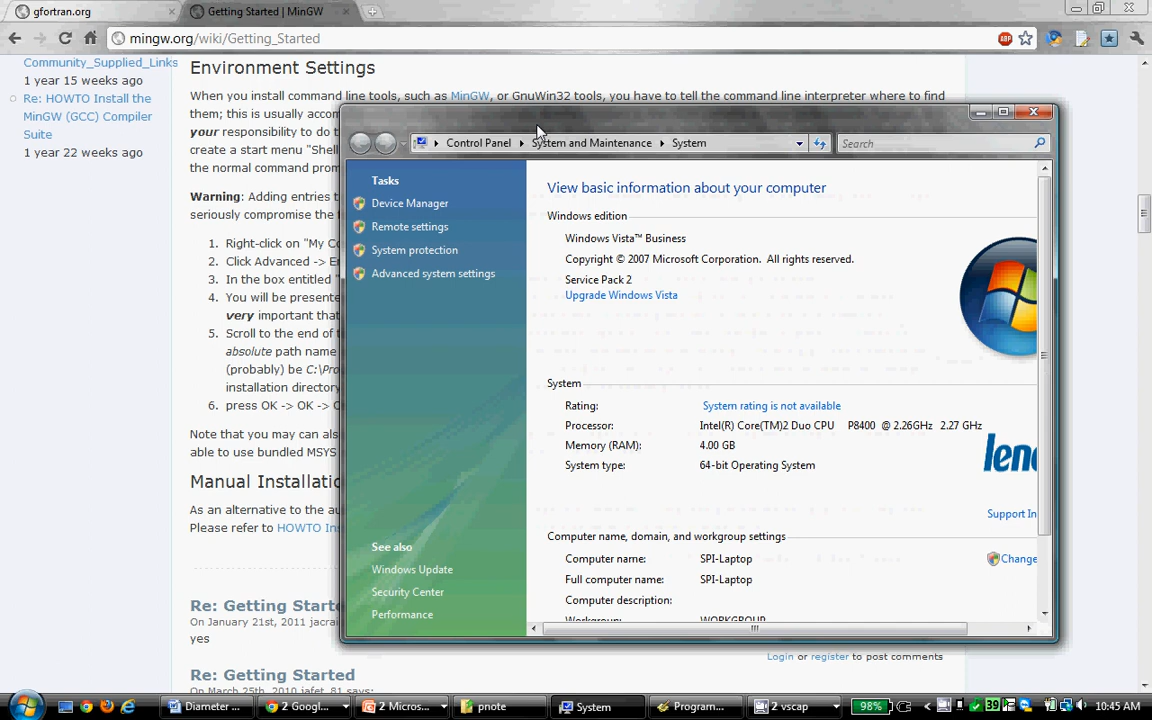 gfortran.org
Getting Started | MinGW
mingw.org/wiki/Getting_Started
ABP
Community_Supplied_Links
1 year 15 weeks ago
Re: HOWTO Install the
MinGW (GCC) Compiler
Suite
1 year 22 weeks ago
Environment Settings
When you install command line tools, such as MinGW, or GnuWin32 tools, you have to tell the command line interpreter where to find
them; this is usu
your responsibility to do t
create a start menu "Shell
the normal command prom
Warning: Adding entries t
seriously compromise the
1. Right-click on "My Co
2. Click Advanced -> E
3. In the box entitled "
4. You will be presente
very important that
5. Scroll to the end of t
absolute path name
(probably) be C:\Pro
installation directory
6. press OK -> OK ->
Note that you may can als
able to use bundled MSYS
Manual Installatio
As an alternative to the au
Please refer to HOWTO In
Re: Getting Starte
On January 21st, 2011 jacrai
yes
Re: Getting Started
On March 25th, 2010 jafet_81 says:
Login or register to post comments
Control Panel
System and Maintenance
System
Search
Tasks
Device Manager
Remote settings
System protection
Advanced system settings
See also
Windows Update
Security Center
Performance
View basic information about your computer
Windows edition
Windows Vista™ Business
Copyright © 2007 Microsoft Corporation. All rights reserved.
Service Pack 2
Upgrade Windows Vista
System
Rating: System rating is not available
Processor: Intel(R) Core(TM)2 Duo CPU P8400 @ 2.26GHz 2.27 GHz
Memory (RAM): 4.00 GB
System type: 64-bit Operating System
leno
Support In
Computer name, domain, and workgroup settings
Computer name: SPI-Laptop
Change
Full computer name: SPI-Laptop
Computer description:
Workgroup: WORKGROUP
Diameter ...
2 Googl...
2 Micros...
pnote
System
Program...
2 vscap
98%
39
10:45 AM